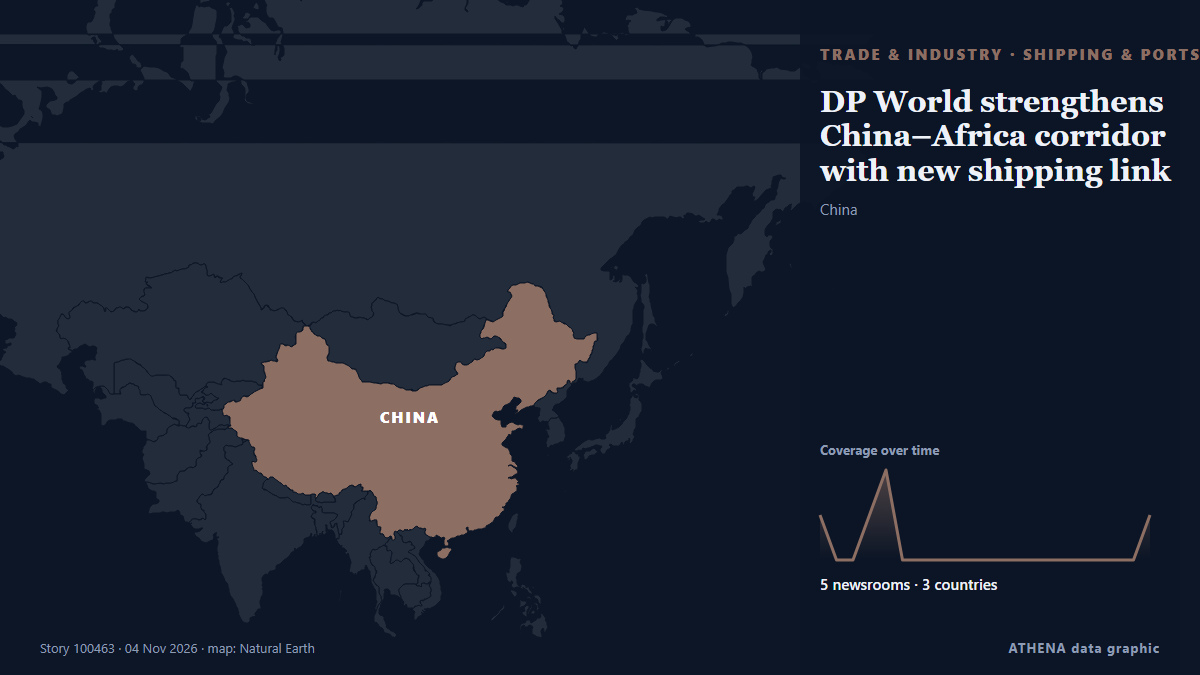 TRADE & INDUSTRY · SHIPPING & PORTS
DP World strengthens
China–Africa corridor
with new shipping link
China
CHINA
Coverage over time
5 newsrooms · 3 countries
Story 100463 · 04 Nov 2026 · map: Natural Earth
ATHENA data graphic